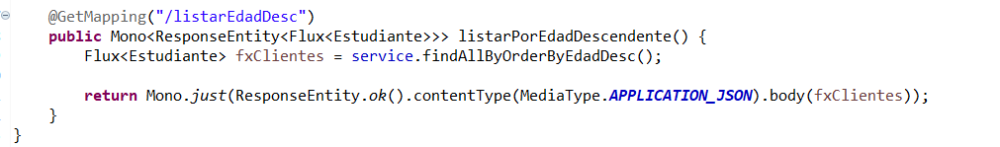 @GetMapping("/listarEdadDesc")
public Mono<ResponseEntity<Flux<Estudiante>>> listarPorEdadDescendente() {
Flux<Estudiante> fxClientes = service.findAllByOrderByEdadDesc();
return Mono.just(ResponseEntity.ok().contentType(MediaType.APPLICATION_JSON).body(fxClientes));
}
}